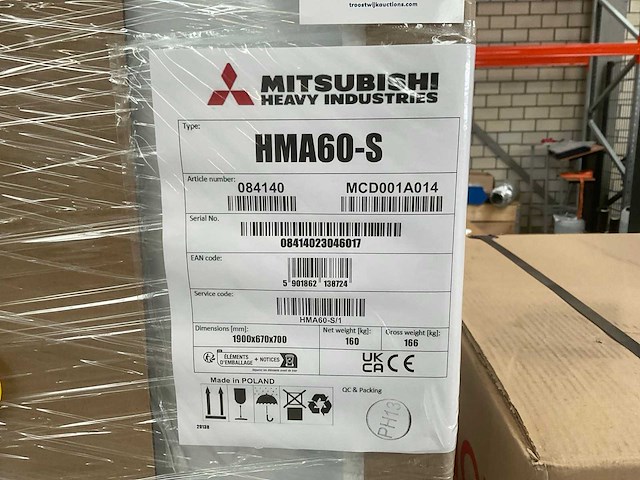 troostwijkauctions.com
MITSUBISHI
HEAVY INDUSTRIES
Type:
HMA60-S
Article number:
084140 MCD001A014
Serial No.
08414023046017
EAN code:
5 901862 138724
Service code:
HMA60-S/1
Dimensions [mm]: Net weight [kg]: Gross weight [kg]:
1900x670x700 160 166
FR
ÉLÉMENTS
D'EMBALLAGE + NOTICES
UK
CA CE
Made in POLAND
QC & Packing
PH13